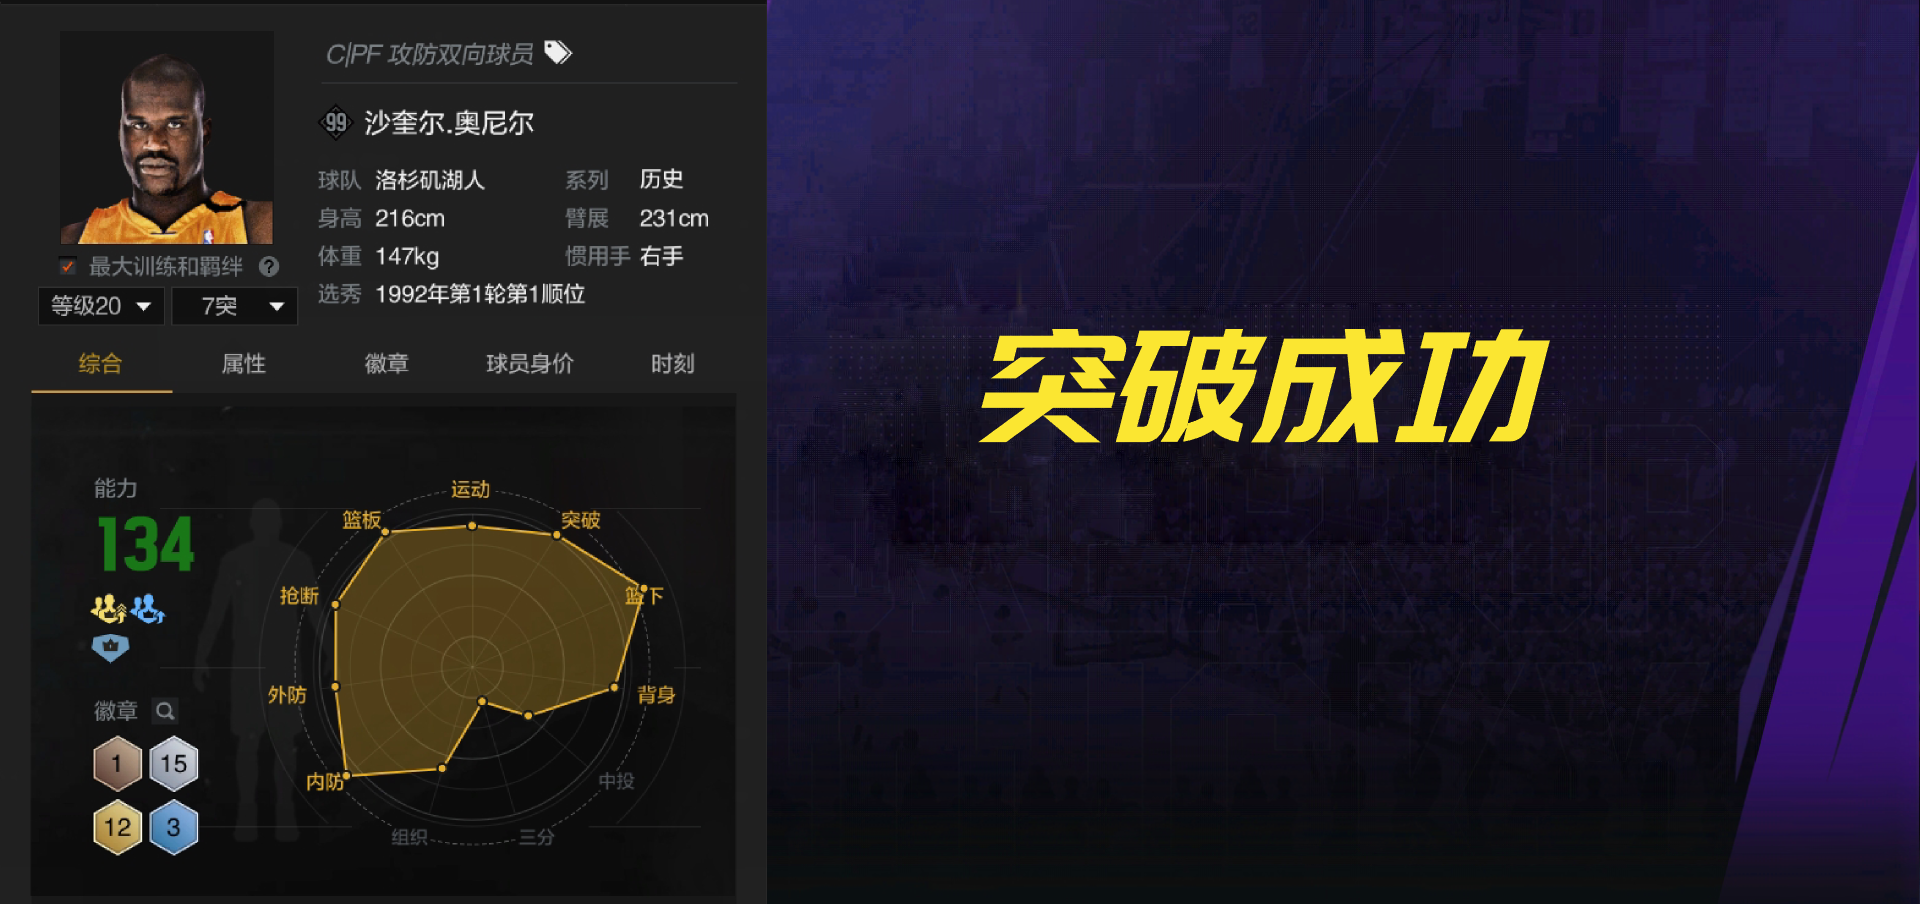 C|PF 攻防双向球员
99 沙奎尔.奥尼尔
球队 洛杉矶湖人 系列 历史
身高 216cm 臂展 231cm
体重 147kg 惯用手 右手
选秀 1992年第1轮第1顺位
最大训练和羁绊 ?
等级20 7突
综合 属性 徽章 球员身价 时刻
能力
134
徽章
1 15
12 3
运动
篮板 突破
抢断 篮下
外防 背身
内防 中投
组织 三分
突破成功